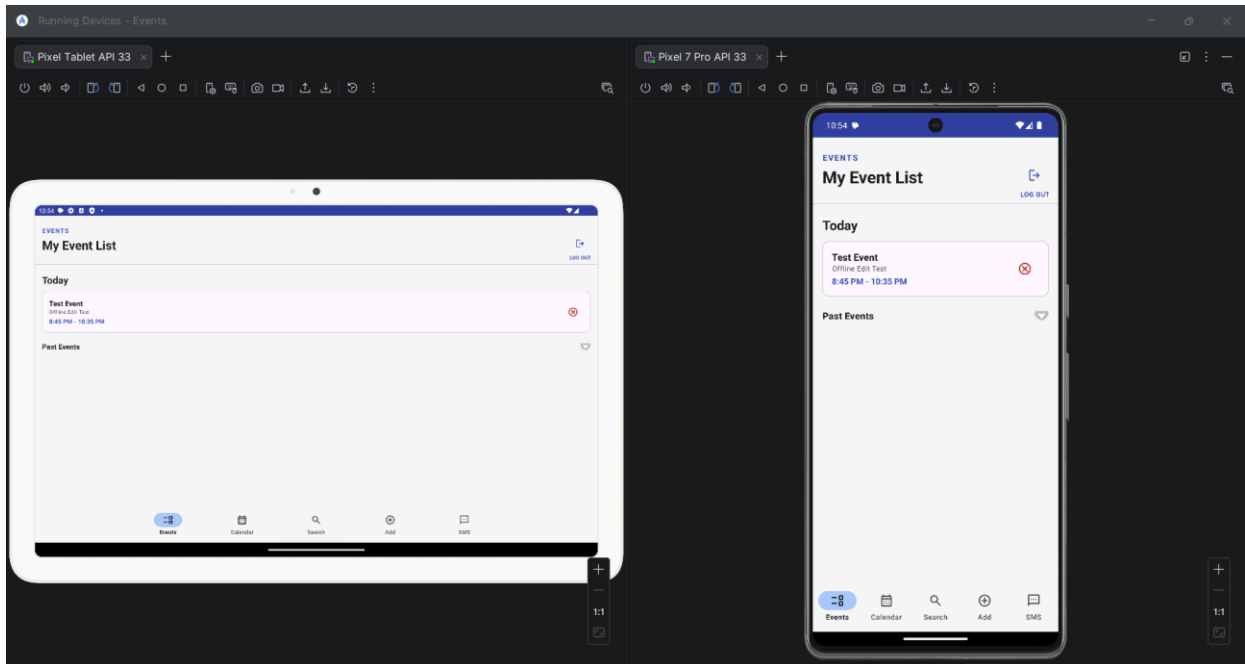 Running Devices - Events
Pixel Tablet API 33
Pixel 7 Pro API 33
10:54
EVENTS
My Event List
LOG OUT
Today
Test Event
Offline Edit Test
8:45 PM - 10:35 PM
Past Events
Events
Calendar
Search
Add
SMS
1:1
10:54
EVENTS
My Event List
LOG OUT
Today
Test Event
Offline Edit Test
8:45 PM - 10:35 PM
Past Events
Events
Calendar
Search
Add
SMS
1:1